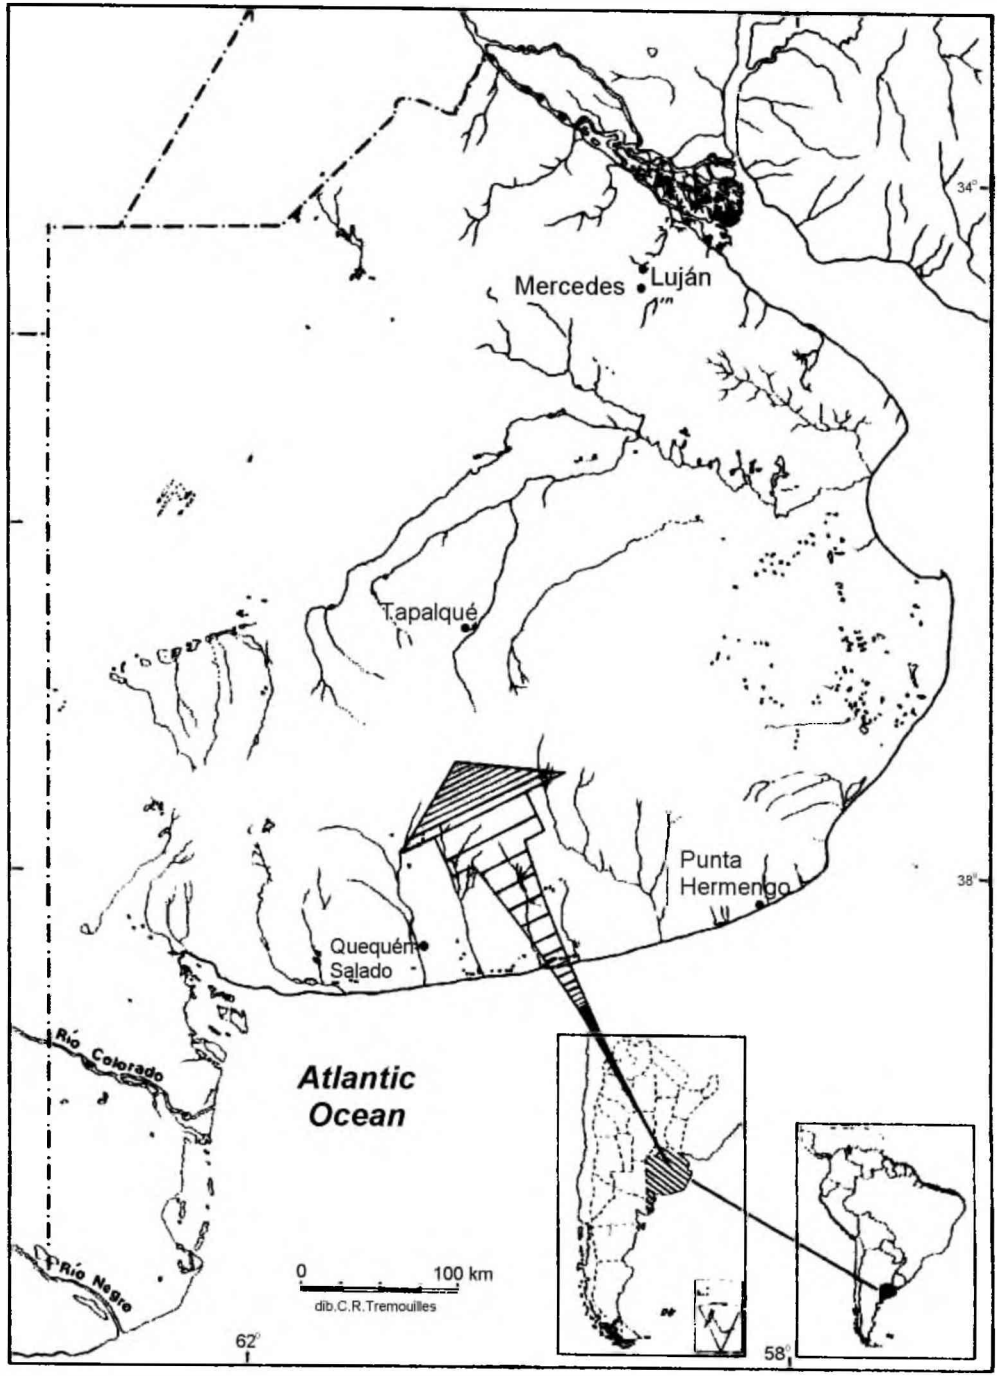 34°
Mercedes
Luján
Tapalqué
Punta
Hermengo
38°
Quequén
Salado
Río Colorado
Atlantic
Ocean
Río Negro
0 100 km
dib.C.R.Tremouilles
62°
58°